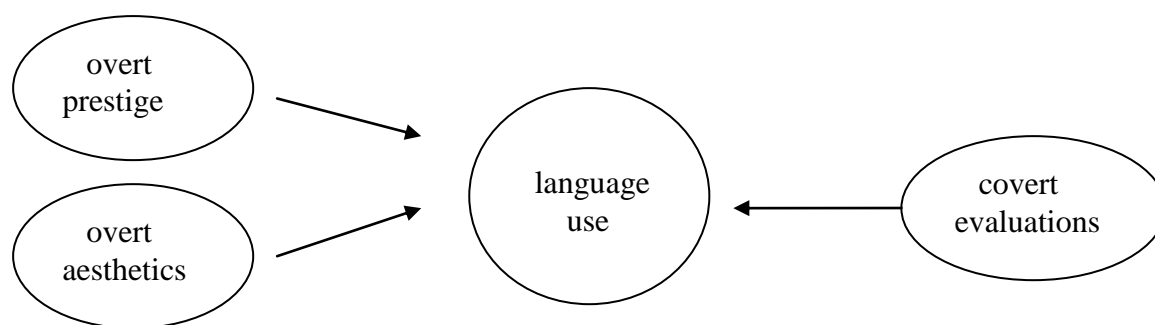 overt
prestige
overt
aesthetics
language
use
covert
evaluations